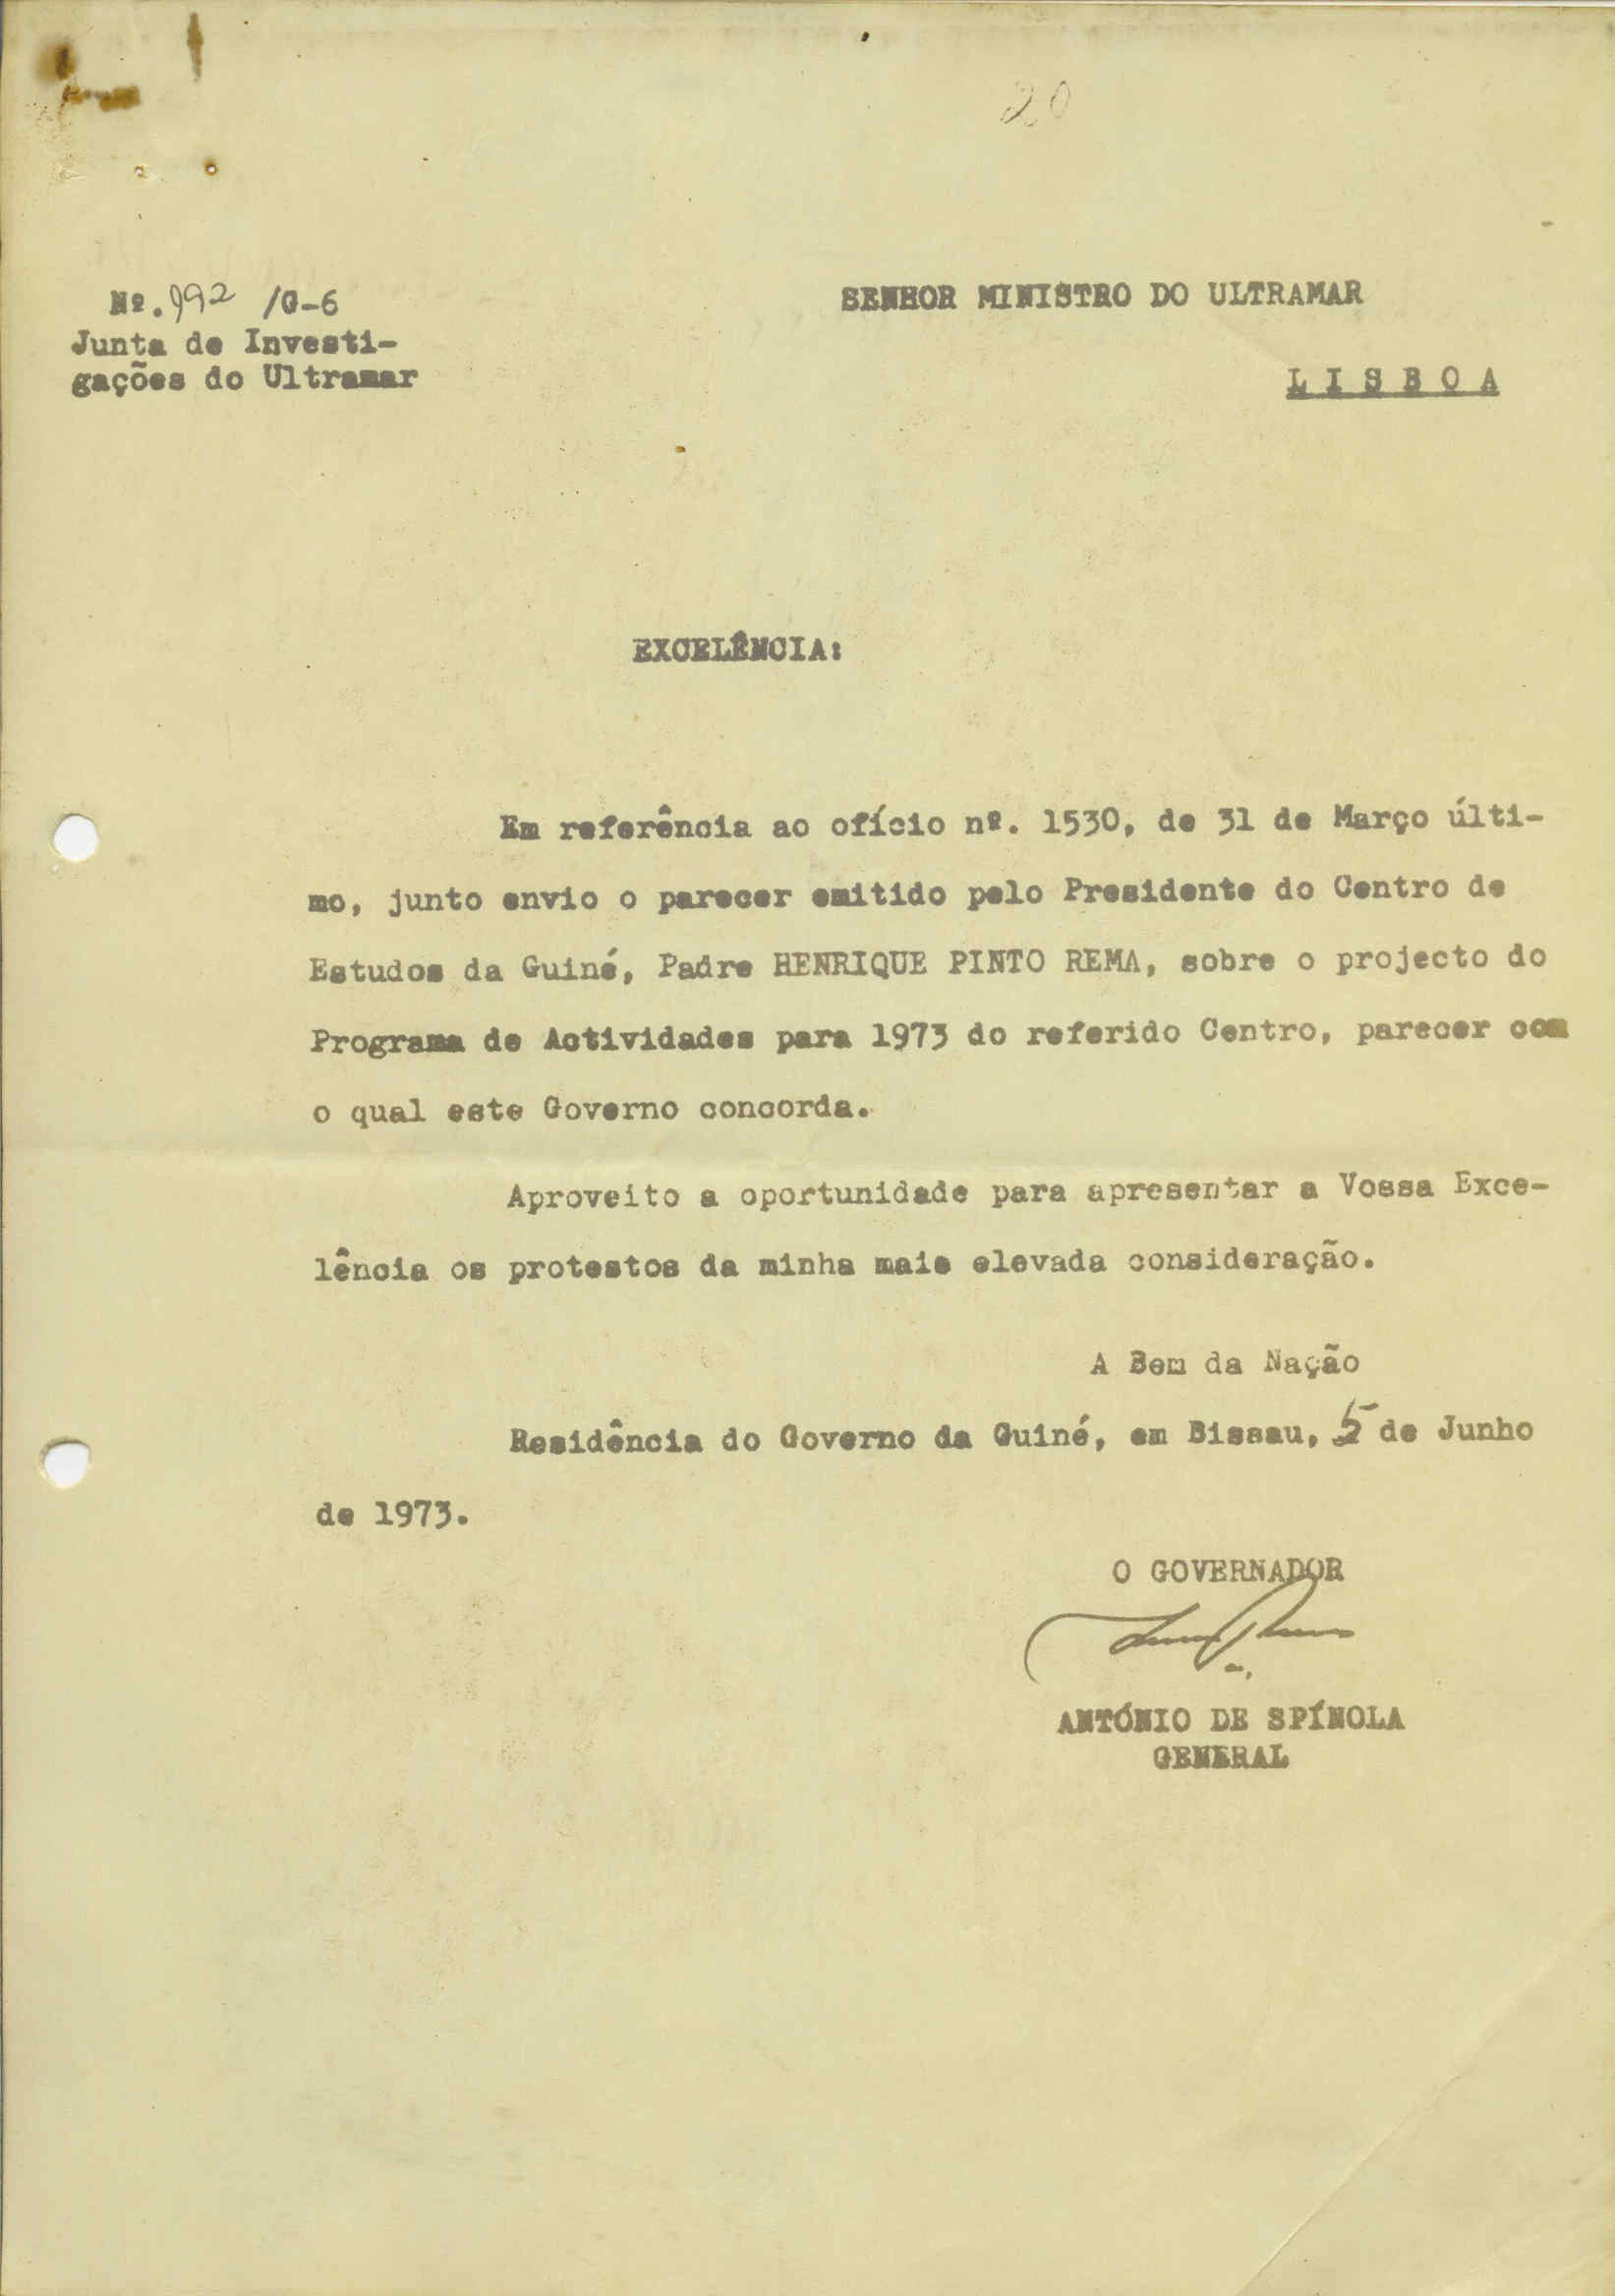 20
Nº. 992 /G-6
Junta de Investi-
gações do Ultramar
SENHOR MINISTRO DO ULTRAMAR
L I S B O A
EXCELÊNCIA:
Em referência ao ofício nº. 1530, de 31 de Março últi-
mo, junto envio o parecer emitido pelo Presidente do Centro de
Estudos da Guiné, Padre HENRIQUE PINTO REMA, sobre o projecto do
Programa de Actividades para 1973 do referido Centro, parecer com
o qual este Governo concorda.
Aproveito a oportunidade para apresentar a Vossa Exce-
lência os protestos da minha mais elevada consideração.
A Bem da Nação
Residência do Governo da Guiné, em Bissau, 5 de Junho
de 1973.
O GOVERNADOR
ANTÓNIO DE SPÍNOLA
GENERAL